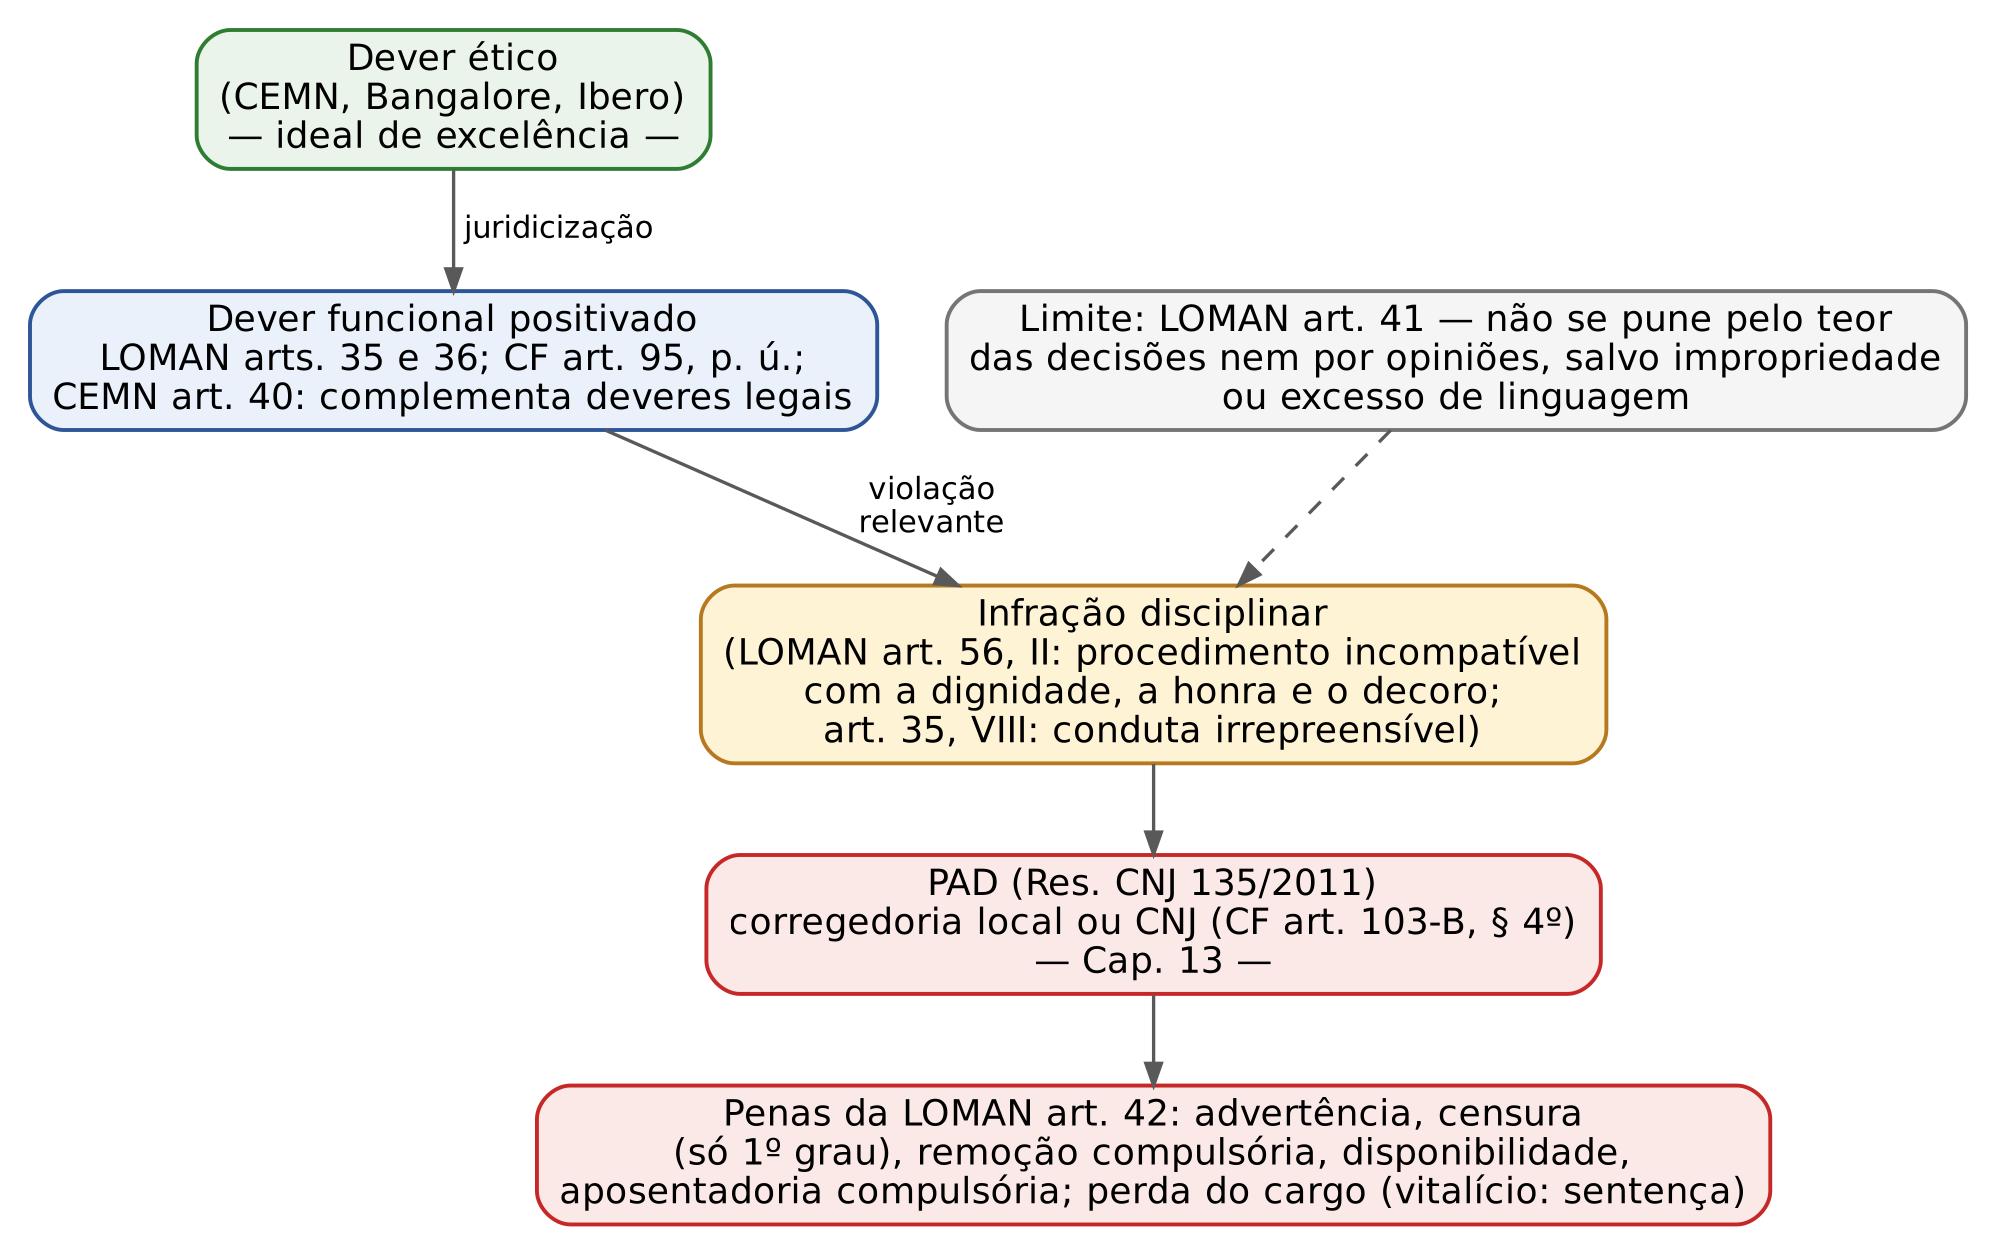 Dever ético
(CEMN, Bangalore, Ibero)
— ideal de excelência —
juridicização
Dever funcional positivado
LOMAN arts. 35 e 36; CF art. 95, p. ú.;
CEMN art. 40: complementa deveres legais
Limite: LOMAN art. 41 — não se pune pelo teor
das decisões nem por opiniões, salvo impropriedade
ou excesso de linguagem
violação
relevante
Infração disciplinar
(LOMAN art. 56, II: procedimento incompatível
com a dignidade, a honra e o decoro;
art. 35, VIII: conduta irrepreensível)
PAD (Res. CNJ 135/2011)
corregedoria local ou CNJ (CF art. 103-B, § 4º)
— Cap. 13 —
Penas da LOMAN art. 42: advertência, censura
(só 1º grau), remoção compulsória, disponibilidade,
aposentadoria compulsória; perda do cargo (vitalício: sentença)